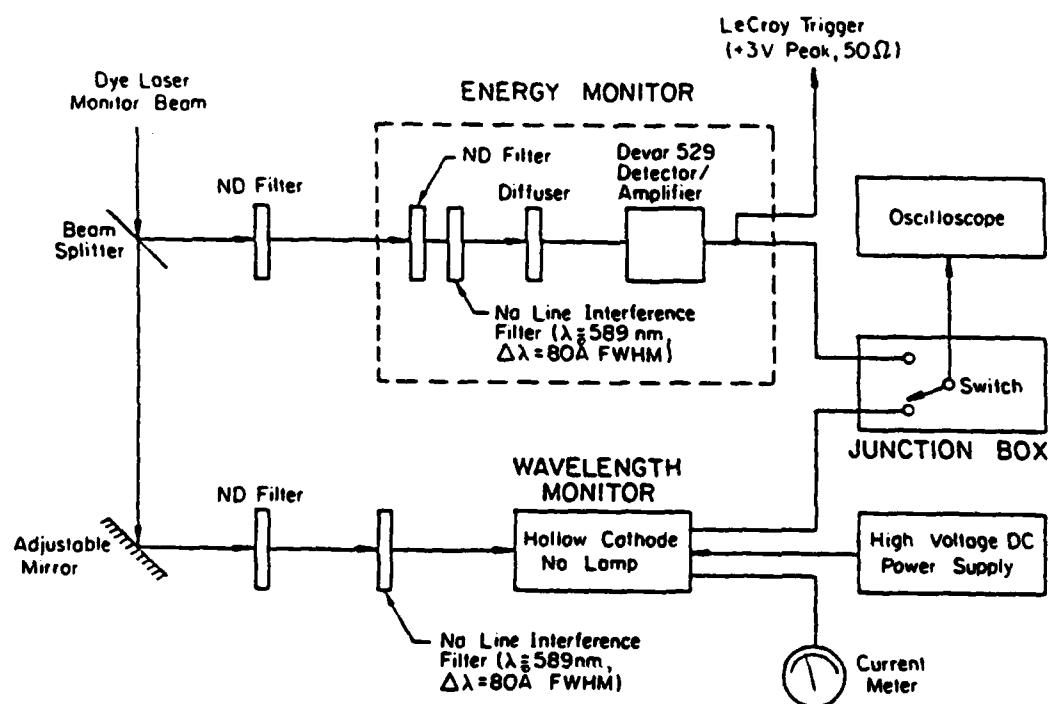 LeCroy Trigger
(+3V Peak, 50Ω)
Dye Laser
Monitor Beam
ENERGY MONITOR
ND Filter
ND Filter
Diffuser
Devar 529
Detector/
Amplifier
Beam
Splitter
Oscilloscope
Na Line Interference
Filter (λ≅589 nm,
Δλ=80Å FWHM)
Switch
JUNCTION BOX
WAVELENGTH
MONITOR
ND Filter
Adjustable
Mirror
Hollow Cathode
Na Lamp
High Voltage DC
Power Supply
Na Line Interference
Filter (λ≅589nm,
Δλ=80Å FWHM)
Current
Meter